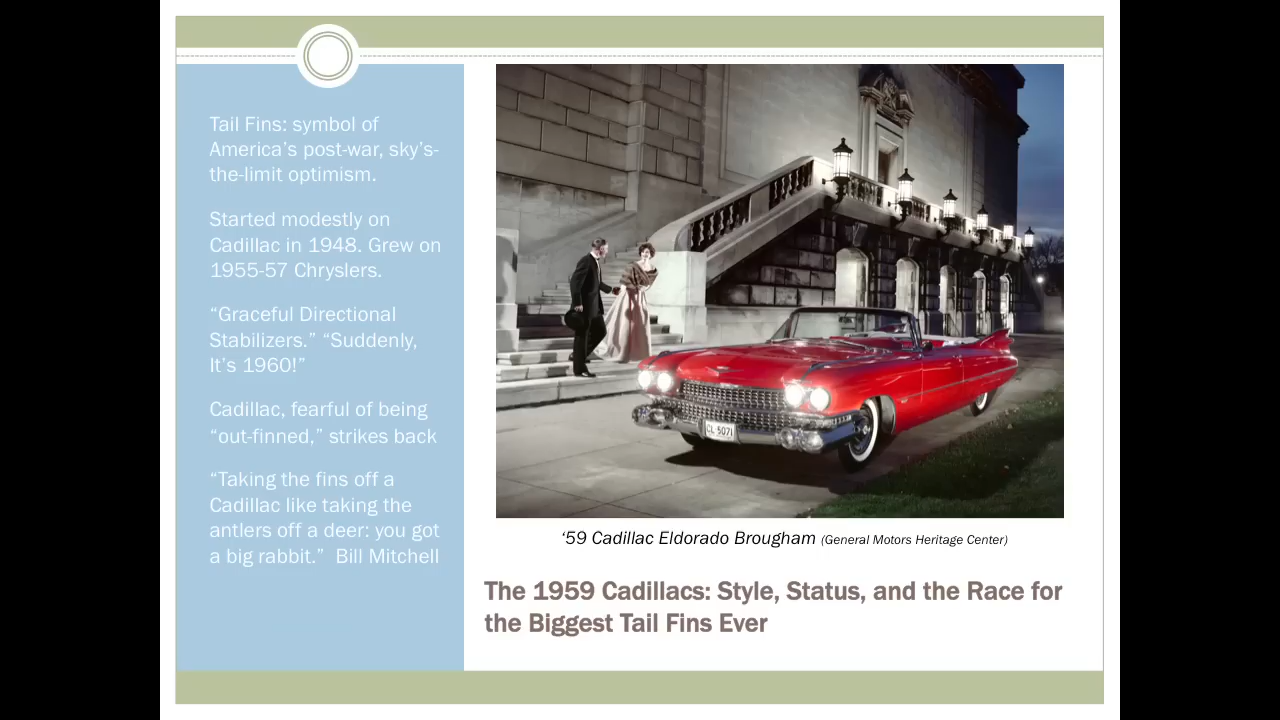 Tail Fins: symbol of
America’s post-war, sky’s-
the-limit optimism.
Started modestly on
Cadillac in 1948. Grew on
1955-57 Chryslers.
“Graceful Directional
Stabilizers.” “Suddenly,
It’s 1960!”
Cadillac, fearful of being
“out-finned,” strikes back
“Taking the fins off a
Cadillac like taking the
antlers off a deer: you got
a big rabbit.”  Bill Mitchell
CL 5071
‘59 Cadillac Eldorado Brougham (General Motors Heritage Center)
The 1959 Cadillacs: Style, Status, and the Race for
the Biggest Tail Fins Ever